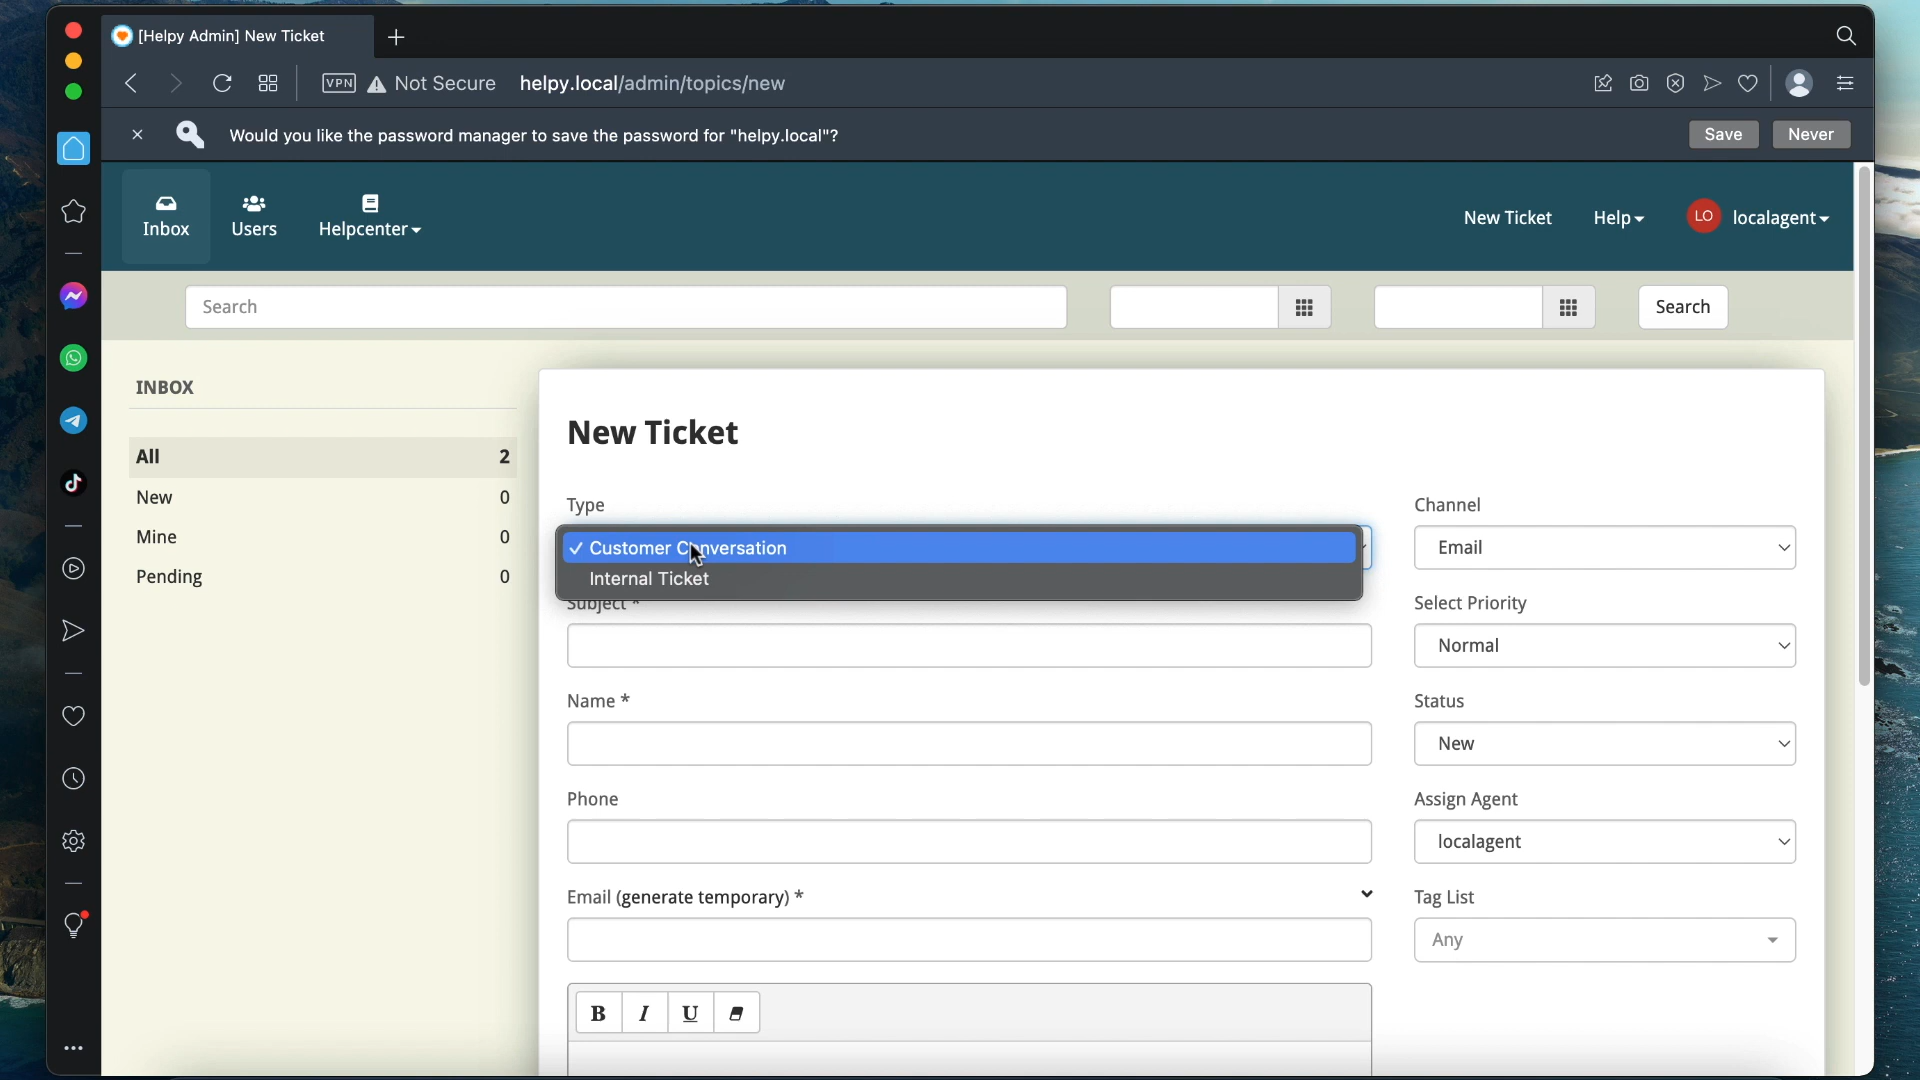 [Helpy Admin] New Ticket
VPN Not Secure helpy.local/admin/topics/new
Would you like the password manager to save the password for "helpy.local"? Save Never
Inbox Users Helpcenter New Ticket Help LO localagent
Search Search
INBOX
All 2
New 0
Mine 0
Pending 0
New Ticket
Type
Customer Conversation
Internal Ticket
Subject *
Name *
Phone
Email (generate temporary) *
B I U
Channel
Email
Select Priority
Normal
Status
New
Assign Agent
localagent
Tag List
Any